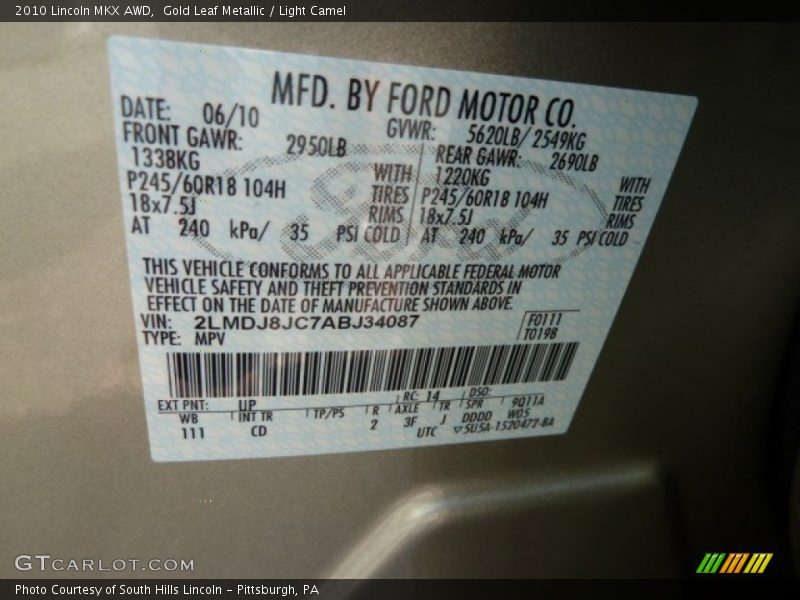 2010 Lincoln MKX AWD,  Gold Leaf Metallic / Light Camel
MFD. BY FORD MOTOR CO.
DATE: 06/10 GVWR: 5620LB/ 2549KG
FRONT GAWR: 2950LB REAR GAWR: 2690LB
1338KG WITH 1220KG WITH
P245/60R18 104H TIRES P245/60R18 104H TIRES
18x7.5J RIMS 18x7.5J RIMS
AT 240 kPa/ 35 PSI COLD AT 240 kPa/ 35 PSI COLD
THIS VEHICLE CONFORMS TO ALL APPLICABLE FEDERAL MOTOR
VEHICLE SAFETY AND THEFT PREVENTION STANDARDS IN
EFFECT ON THE DATE OF MANUFACTURE SHOWN ABOVE.
VIN: 2LMDJ8JC7ABJ34087 F0111
TYPE: MPV T0198
EXT PNT: UP RC: 14 DSO:
WB INT TR TP/PS R AXLE TR SPR 9011A
111 CD 2 3F J DDDD W05
UTC ▽5USA-1520472-BA
GTCARLOT.COM
Photo Courtesy of South Hills Lincoln - Pittsburgh, PA